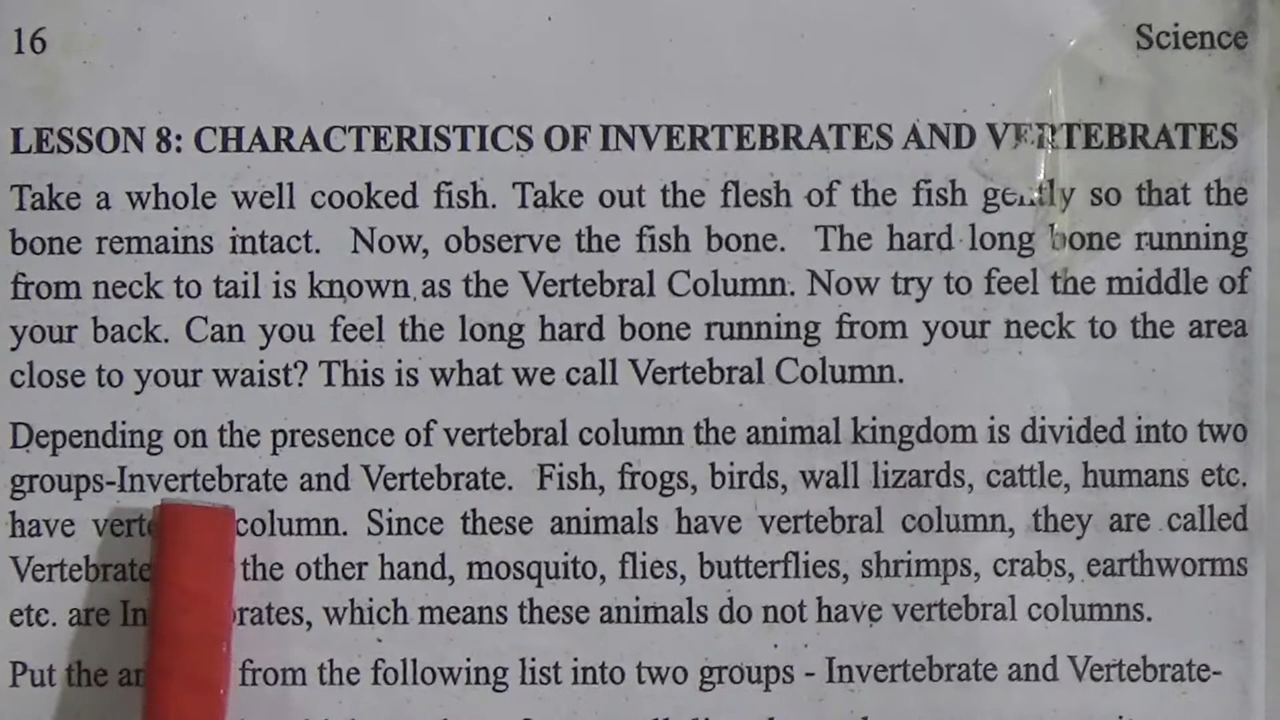 16 Science
LESSON 8: CHARACTERISTICS OF INVERTEBRATES AND VERTEBRATES
Take a whole well cooked fish. Take out the flesh of the fish gently so that the
bone remains intact. Now, observe the fish bone. The hard long bone running
from neck to tail is known as the Vertebral Column. Now try to feel the middle of
your back. Can you feel the long hard bone running from your neck to the area
close to your waist? This is what we call Vertebral Column.
Depending on the presence of vertebral column the animal kingdom is divided into two
groups-Invertebrate and Vertebrate. Fish, frogs, birds, wall lizards, cattle, humans etc.
have column. Since these animals have vertebral column, they are called
Vertebrate the other hand, mosquito, flies, butterflies, shrimps, crabs, earthworms
etc. are which means these animals do not have vertebral columns.
Put the from the following list into two groups - Invertebrate and Vertebrate-